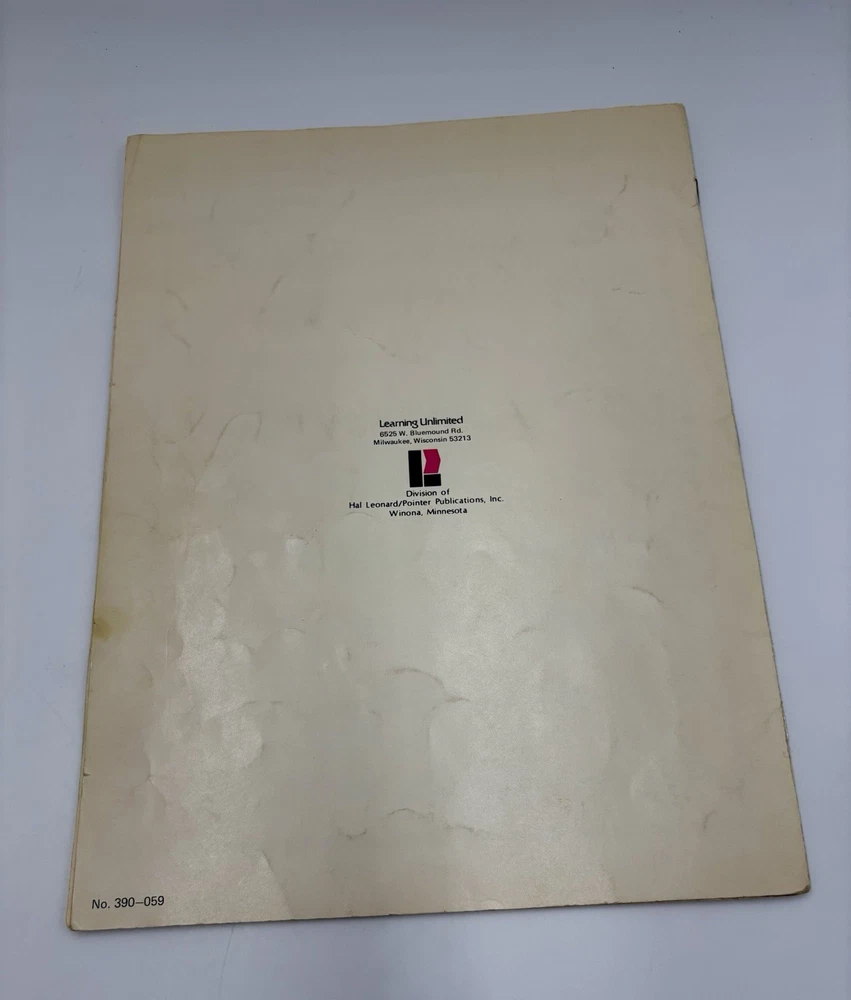 Learning Unlimited
6525 W. Bluemound Rd.
Milwaukee, Wisconsin 53213
Division of
Hal Leonard/Pointer Publications, Inc.
Winona, Minnesota
No. 390–059